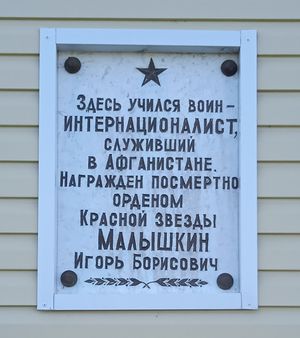 Здесь учился воин-
интернационалист,
служивший
в Афганистане.
Награжден посмертно
орденом
Красной звезды
Малышкин
Игорь Борисович